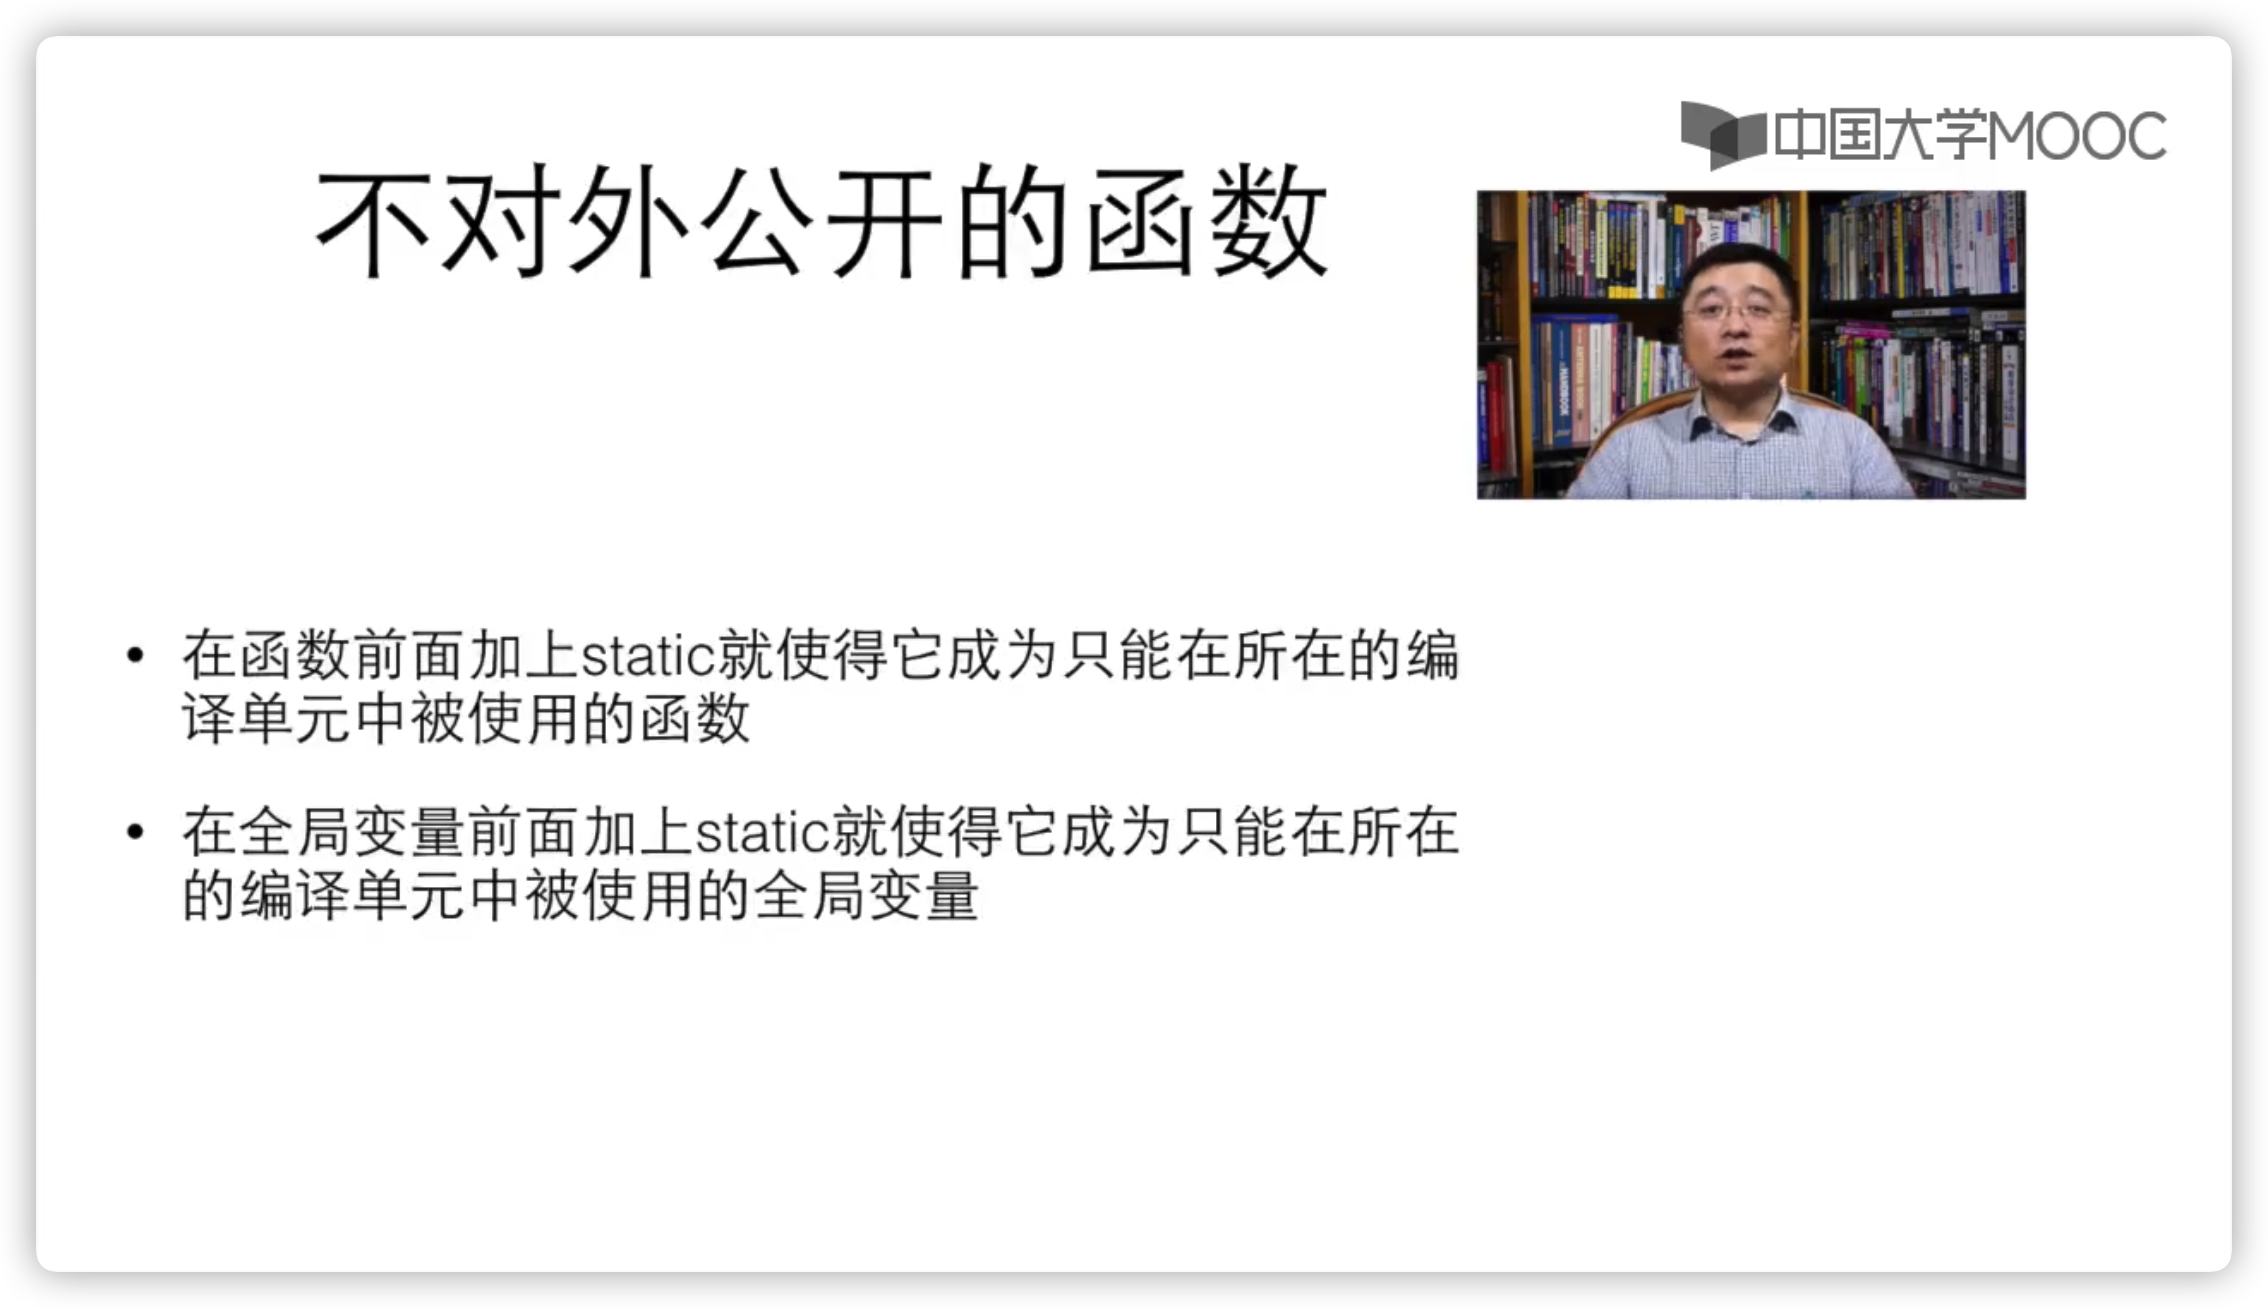 中国大学MOOC
不对外公开的函数
• 在函数前面加上static就使得它成为只能在所在的编
译单元中被使用的函数
• 在全局变量前面加上static就使得它成为只能在所在
的编译单元中被使用的全局变量